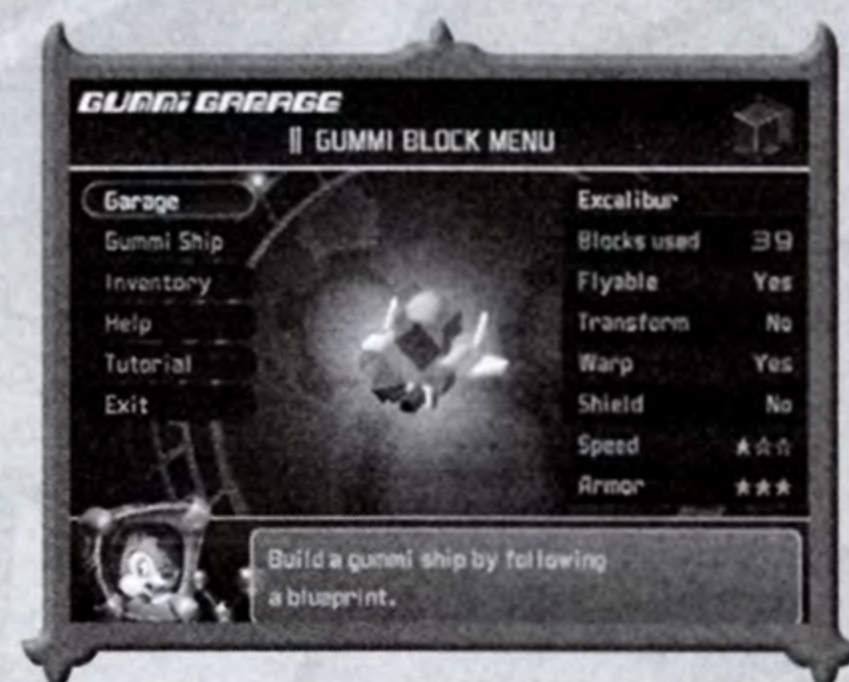 GUMMi GARAGE
GUMMI BLOCK MENU
Garage
Gummi Ship
Inventory
Help
Tutorial
Exit
Excalibur
Blocks used 39
Flyable Yes
Transform No
Warp Yes
Shield No
Speed ★☆☆
Armor ★★★
Build a gummi ship by following
a blueprint.